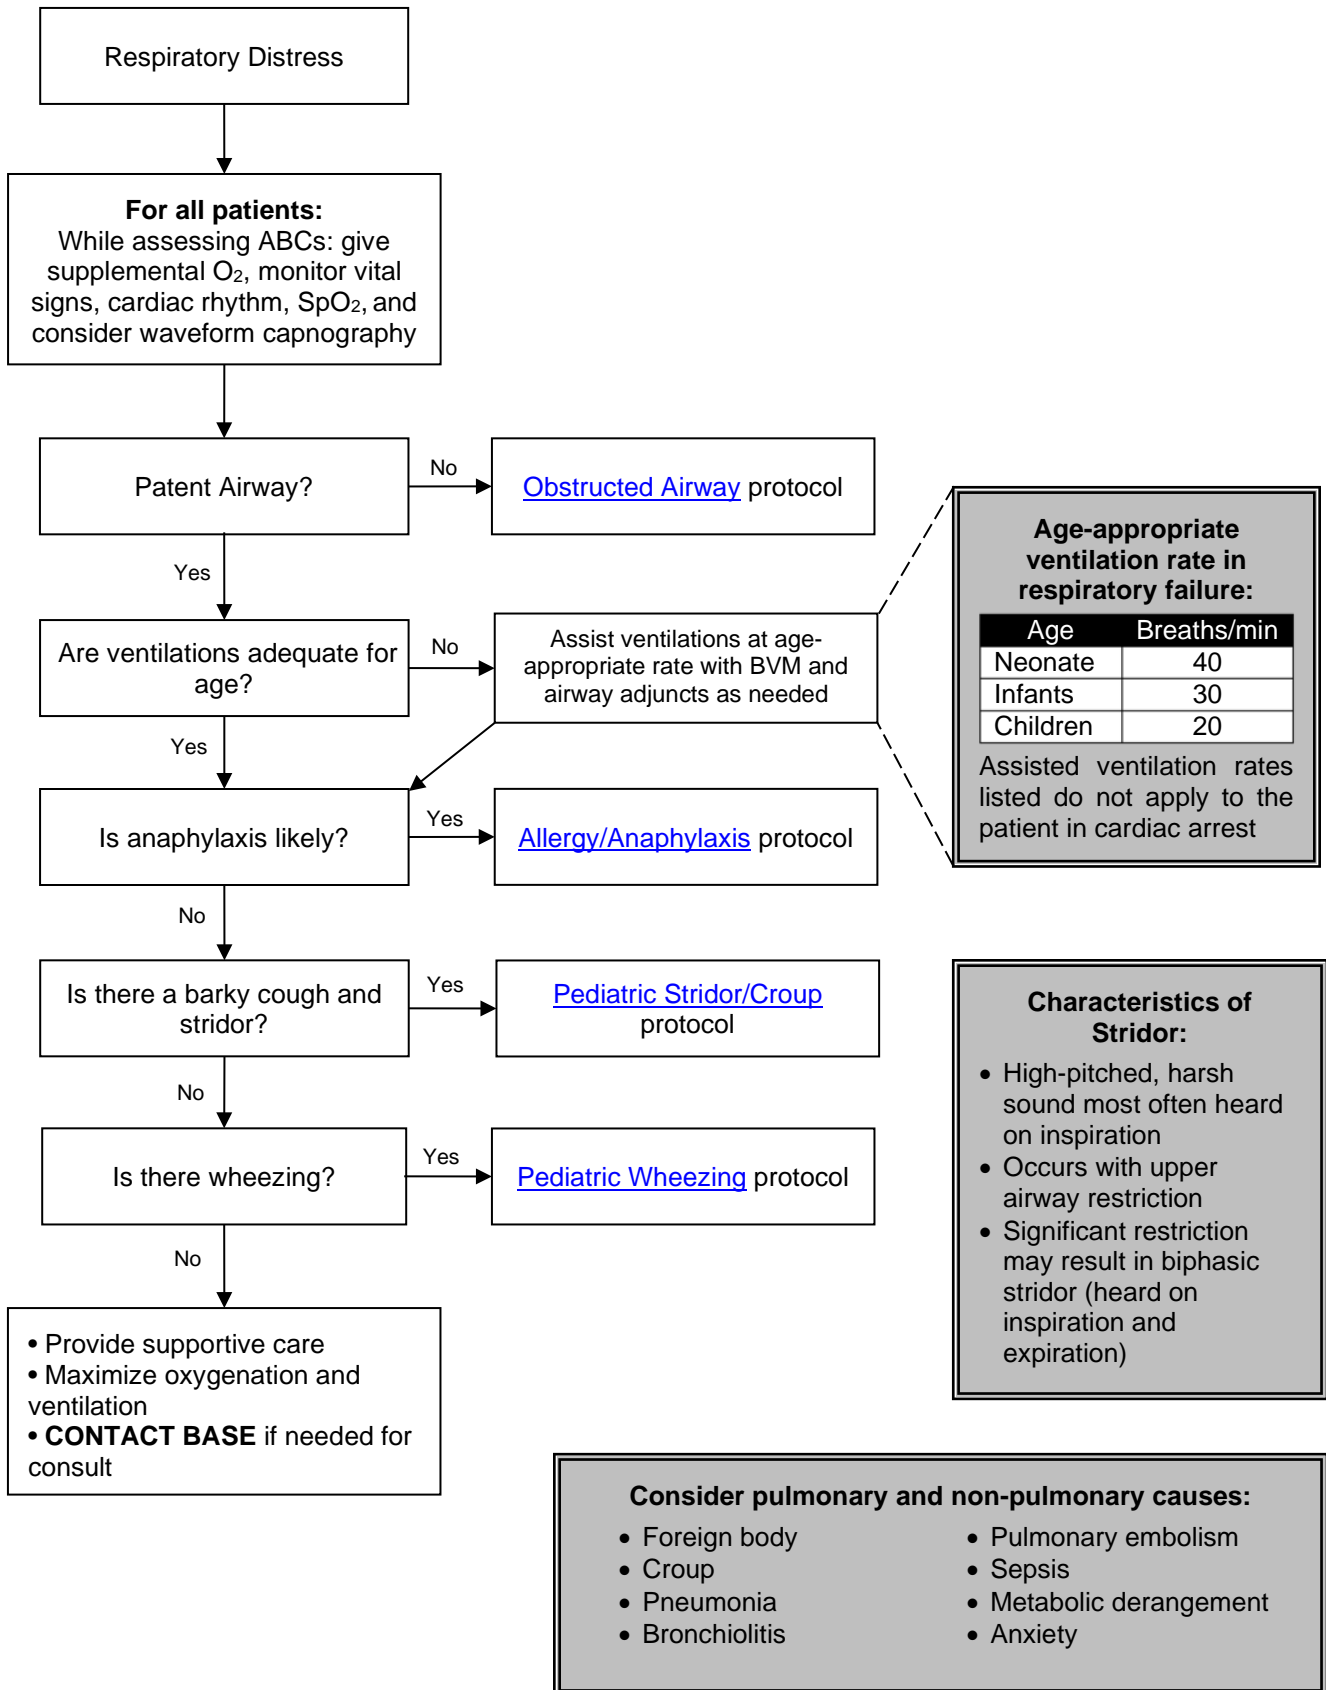 Respiratory Distress
For all patients:
While assessing ABCs: give
supplemental O₂, monitor vital
signs, cardiac rhythm, SpO₂, and
consider waveform capnography
Patent Airway?
No
Obstructed Airway protocol
Yes
Are ventilations adequate for
age?
No
Assist ventilations at age-
appropriate rate with BVM and
airway adjuncts as needed
Age-appropriate
ventilation rate in
respiratory failure:
Age Breaths/min
Neonate 40
Infants 30
Children 20
Assisted ventilation rates
listed do not apply to the
patient in cardiac arrest
Yes
Is anaphylaxis likely?
Yes
Allergy/Anaphylaxis protocol
No
Is there a barky cough and
stridor?
Yes
Pediatric Stridor/Croup
protocol
No
Is there wheezing?
Yes
Pediatric Wheezing protocol
No
• Provide supportive care
• Maximize oxygenation and
ventilation
• CONTACT BASE if needed for
consult
Characteristics of
Stridor:
• High-pitched, harsh
sound most often heard
on inspiration
• Occurs with upper
airway restriction
• Significant restriction
may result in biphasic
stridor (heard on
inspiration and
expiration)
Consider pulmonary and non-pulmonary causes:
• Foreign body
• Croup
• Pneumonia
• Bronchiolitis
• Pulmonary embolism
• Sepsis
• Metabolic derangement
• Anxiety